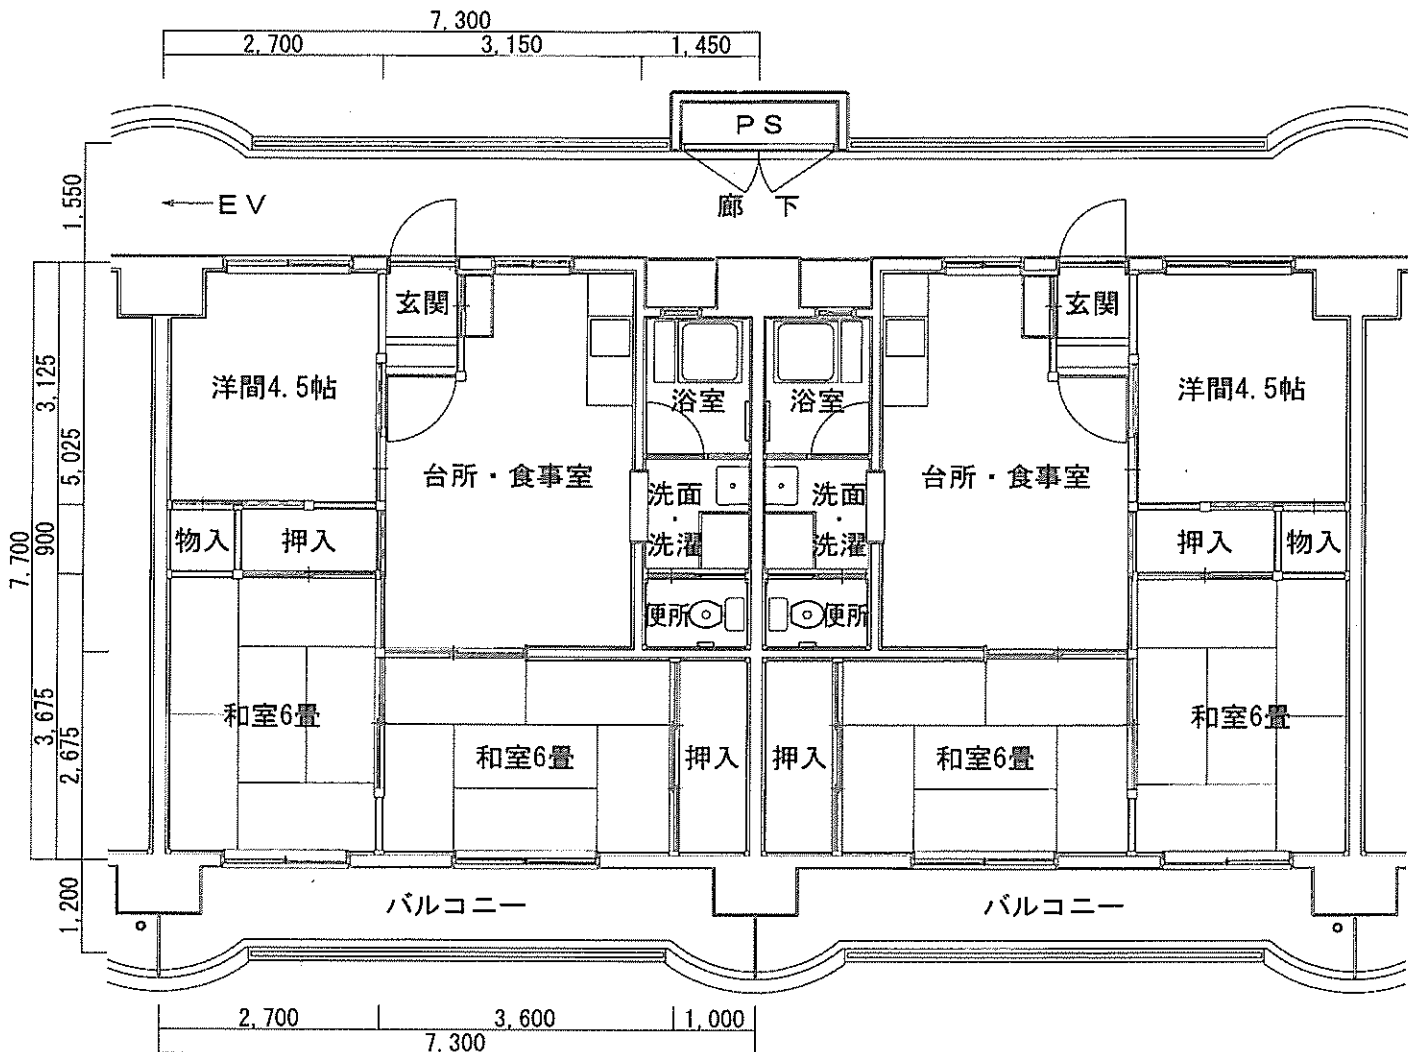 7,300
2,700 3,150 1,450
PS
←EV
廊 下
1,550
玄関
玄関
洋間4.5帖
浴室
浴室
洋間4.5帖
3,125
5,025
台所・食事室
洗面・洗濯
洗面・洗濯
台所・食事室
7,700
900
物入
押入
押入
物入
便所
便所
3,675
2,675
和室6畳
和室6畳
押入
押入
和室6畳
和室6畳
1,200
バルコニー
バルコニー
2,700 3,600 1,000
7,300